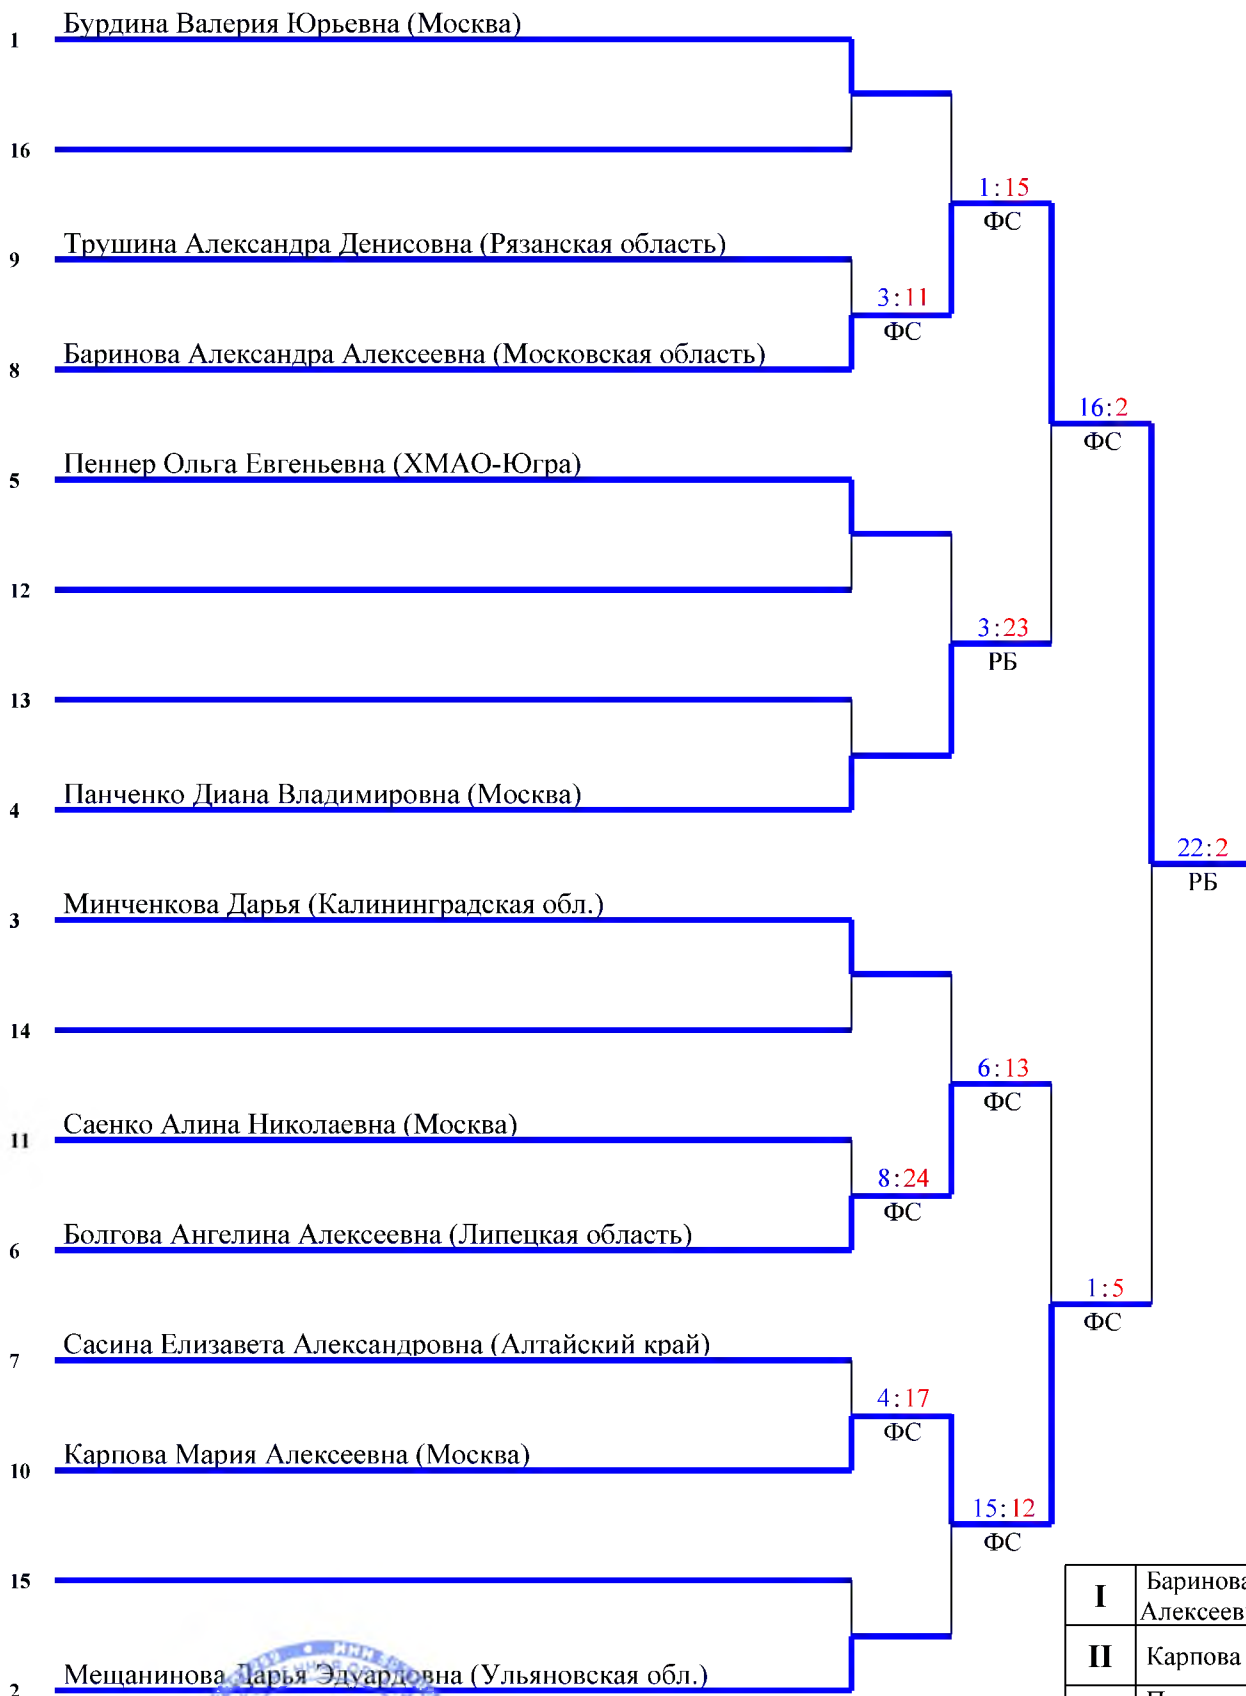 1 Бурдина Валерия Юрьевна (Москва)
16
1:15
ФС
9 Трушина Александра Денисовна (Рязанская область)
3:11
ФС
8 Баринова Александра Алексеевна (Московская область)
16:2
ФС
5 Пеннер Ольга Евгеньевна (ХМАО-Югра)
12
3:23
РБ
13
4 Панченко Диана Владимировна (Москва)
22:2
РБ
3 Минченкова Дарья (Калининградская обл.)
14
6:13
ФС
11 Саенко Алина Николаевна (Москва)
8:24
ФС
6 Болгова Ангелина Алексеевна (Липецкая область)
1:5
ФС
7 Сасина Елизавета Александровна (Алтайский край)
4:17
ФС
10 Карпова Мария Алексеевна (Москва)
15:12
ФС
15
I Баринова
Алексеев
II Карпова
2 Мещанинова Дарья Эдуардовна (Ульяновская обл.)